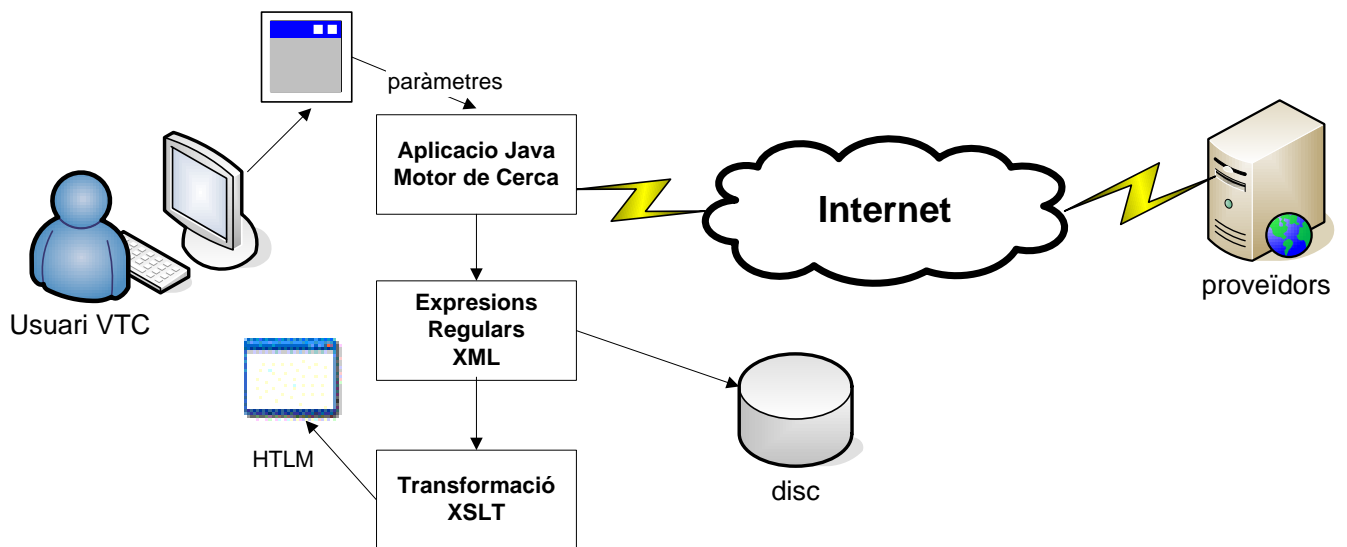 paràmetres
Aplicacio Java
Motor de Cerca
Internet
proveïdors
Usuari VTC
Expresions
Regulars
XML
HTLM
disc
Transformació
XSLT